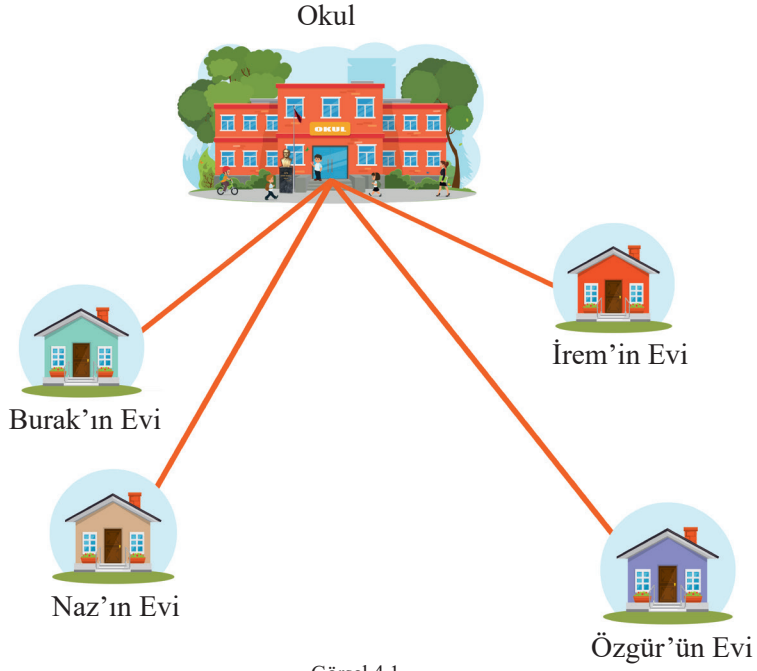 Okul
OKUL
İrem'in Evi
Burak'ın Evi
Naz'ın Evi
Özgür'ün Evi